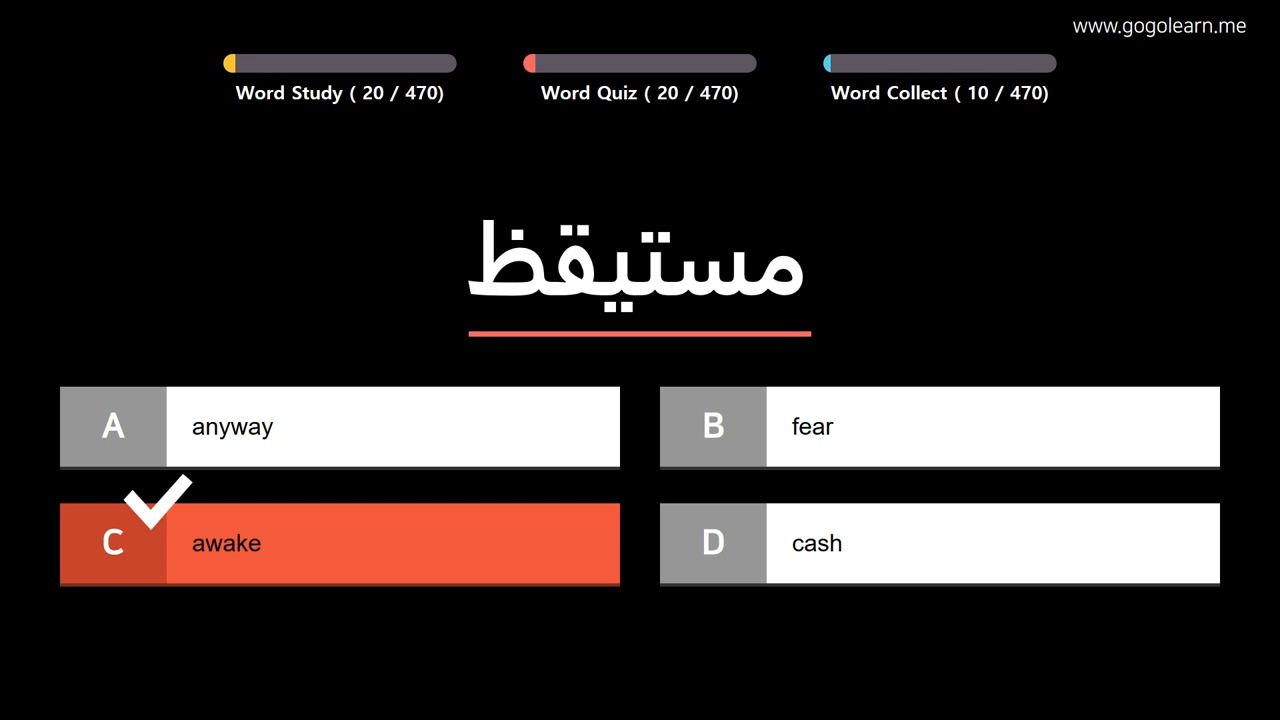 www.gogolearn.me
Word Study ( 20 / 470)
Word Quiz ( 20 / 470)
Word Collect ( 10 / 470)
مستيقظ
A anyway
B fear
C awake
D cash